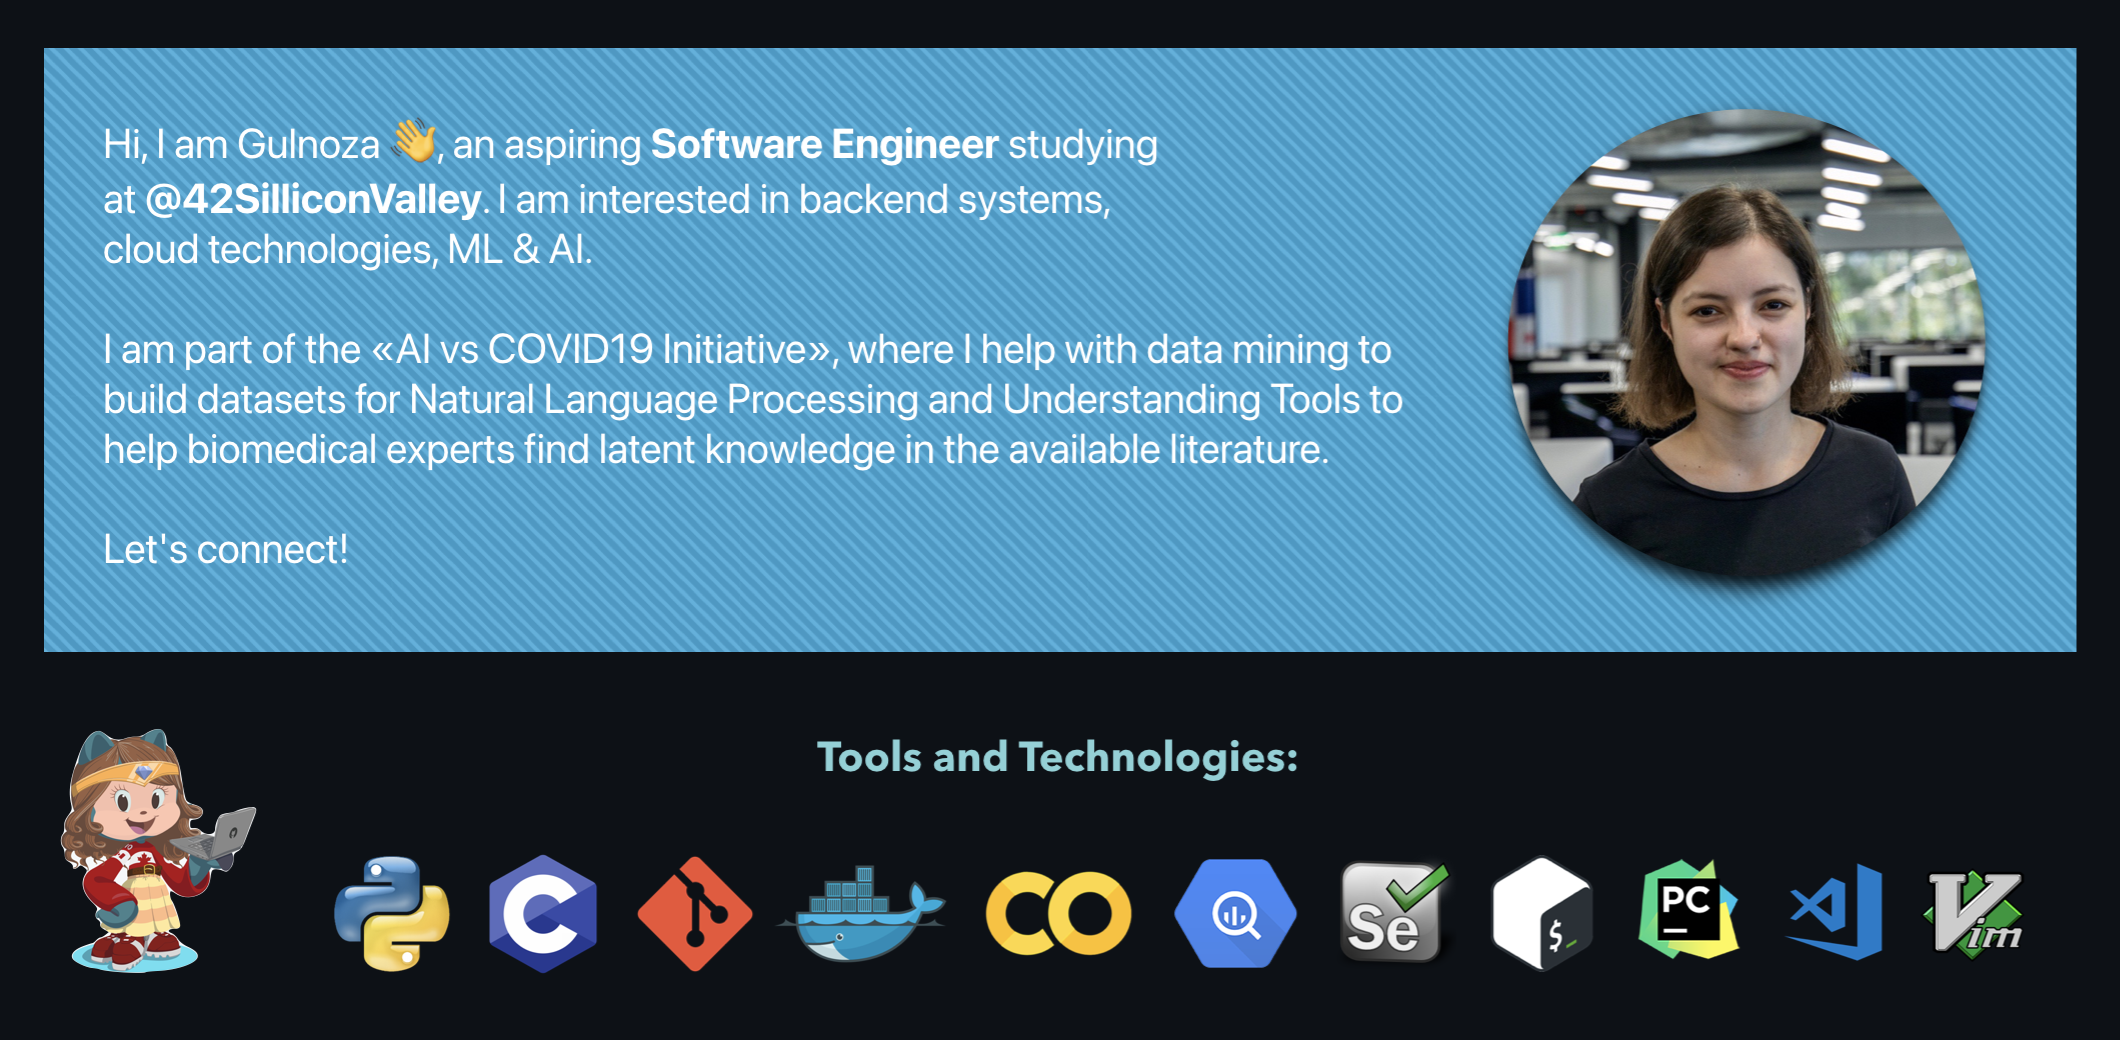 Hi, I am Gulnoza 👋, an aspiring Software Engineer studying
at @42SilliconValley. I am interested in backend systems,
cloud technologies, ML & AI.
I am part of the «AI vs COVID19 Initiative», where I help with data mining to
build datasets for Natural Language Processing and Understanding Tools to
help biomedical experts find latent knowledge in the available literature.
Let's connect!
Tools and Technologies:
C
CO
Se
$_
PC
Vim